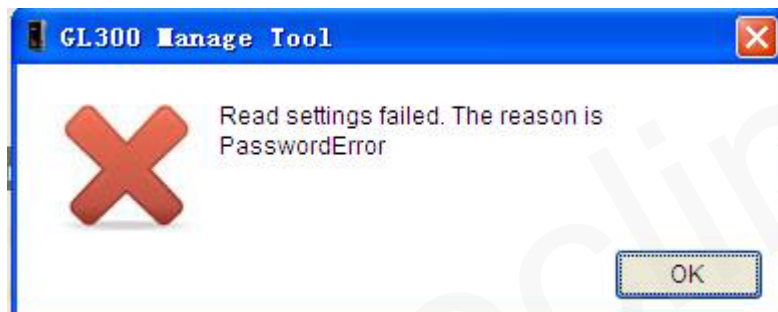 GL300 Manage Tool
Read settings failed. The reason is
PasswordError
OK